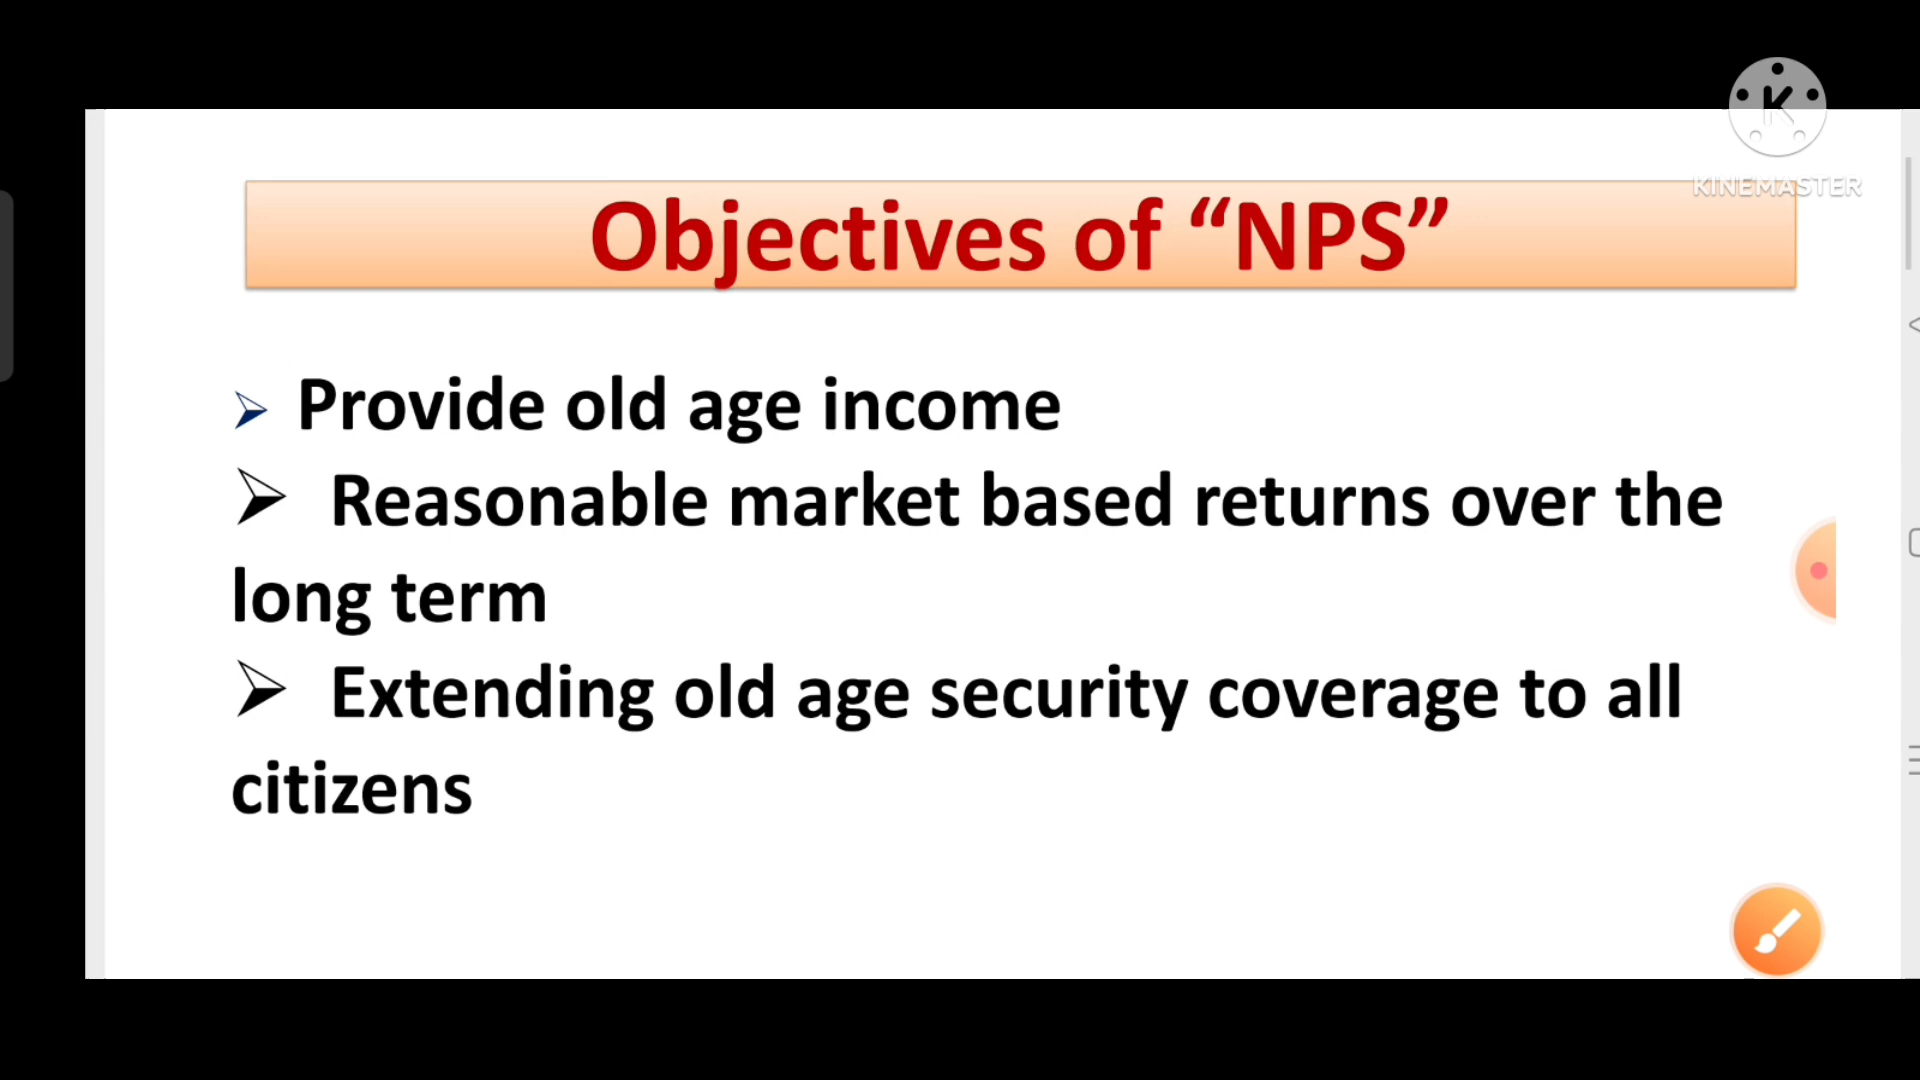 KINEMASTER
Objectives of “NPS”
➢ Provide old age income
➢ Reasonable market based returns over the
long term
➢ Extending old age security coverage to all
citizens